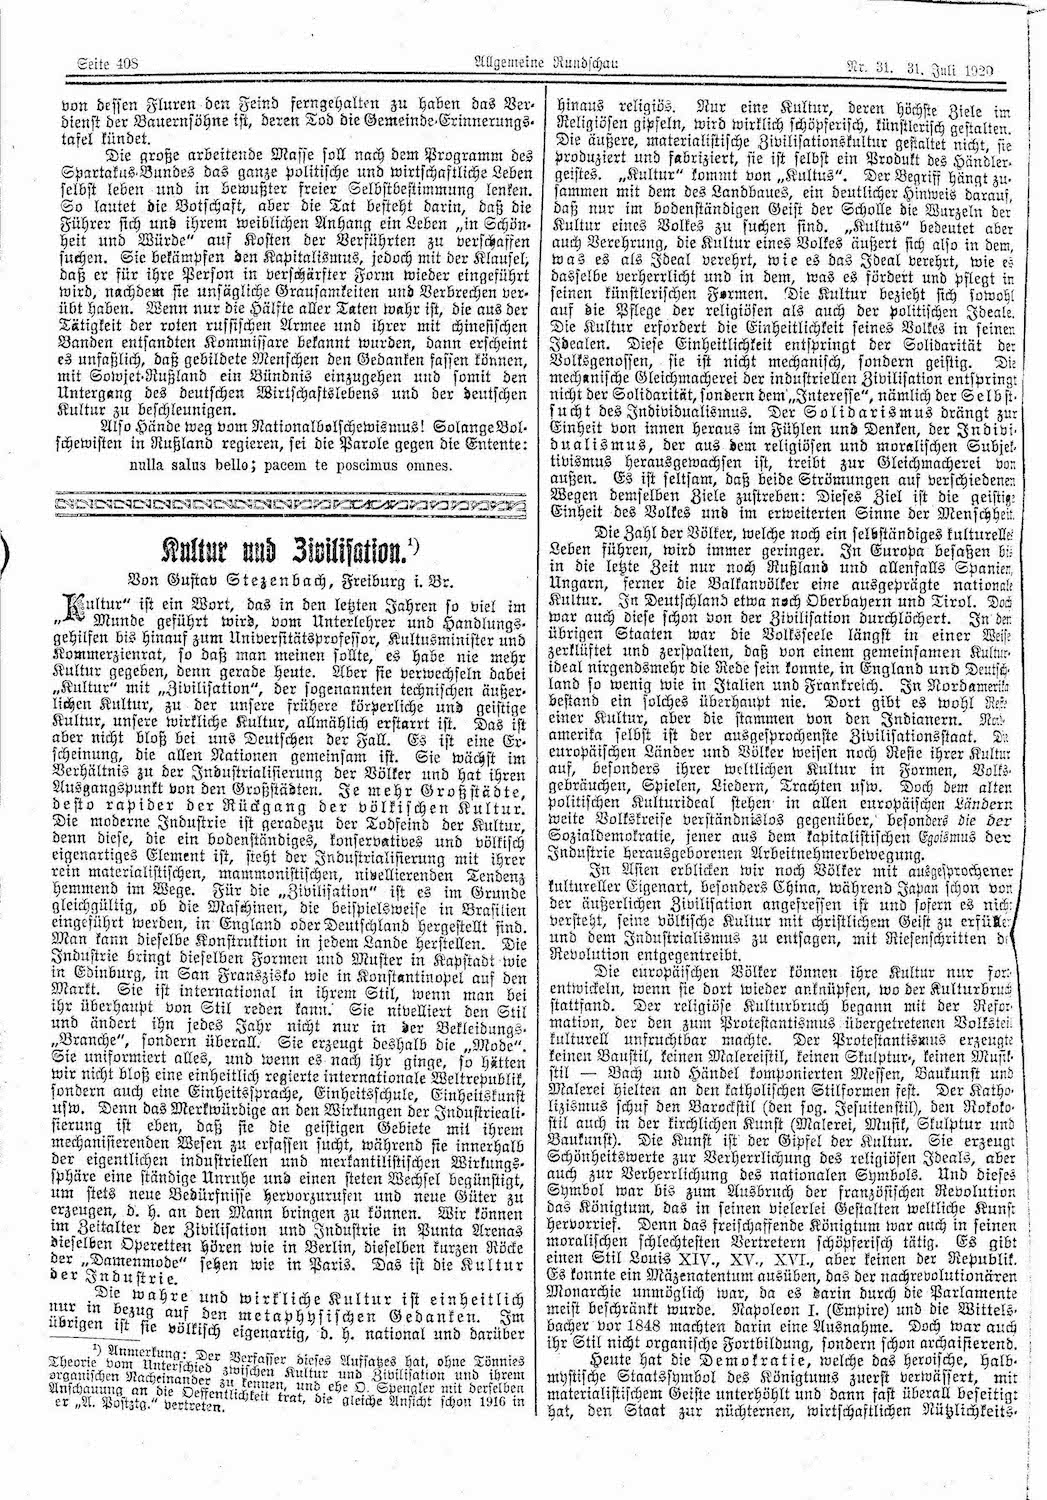 Seite 408
Allgemeine Rundschau
Nr. 31. 31. Juli 1920
von dessen Fluren den Feind ferngehalten zu haben das Ver-
dienst der Bauernsöhne ist, deren Tod die Gemeinde-Erinnerungs-
tafel kündet.
Die große arbeitende Masse soll nach dem Programm des
Spartakus-Bundes das ganze politische und wirtschaftliche Leben
selbst leben und in bewußter freier Selbstbestimmung lenken.
So lautet die Botschaft, aber die Tat besteht darin, daß die
Führer sich und ihrem weiblichen Anhang ein Leben „in Schön-
heit und Würde“ auf Kosten der Verführten zu verschaffen
suchen. Sie bekämpfen den Kapitalismus, jedoch mit der Klausel,
daß er für ihre Person in verschärfter Form wieder eingeführt
wird, nachdem sie unsägliche Grausamkeiten und Verbrechen ver-
übt haben. Wenn nur die Hälfte aller Taten wahr ist, die aus der
Tätigkeit der roten russischen Armee und ihrer mit chinesischen
Banden entsandten Kommissare bekannt wurden, dann erscheint
es unfaßlich, daß gebildete Menschen den Gedanken fassen können,
mit Sowjet-Rußland ein Bündnis einzugehen und somit den
Untergang des deutschen Wirtschaftslebens und der deutschen
Kultur zu beschleunigen.
Also Hände weg vom Nationalbolschewismus! Solange Bol-
schewisten in Rußland regieren, sei die Parole gegen die Entente:
nulla salus bello; pacem te poscimus omnes.
Kultur und Zivilisation.¹)
Von Gustav Stezenbach, Freiburg i. Br.
„Kultur“ ist ein Wort, das in den letzten Jahren so viel im
Munde geführt wird, vom Unterlehrer und Handlungs-
gehilfen bis hinauf zum Universitätsprofessor, Kultusminister und
Kommerzienrat, so daß man meinen sollte, es habe nie mehr
Kultur gegeben, denn gerade heute. Aber sie verwechseln dabei
„Kultur“ mit „Zivilisation“, der sogenannten technischen äußer-
lichen Kultur, zu der unsere frühere körperliche und geistige
Kultur, unsere wirkliche Kultur, allmählich erstarrt ist. Das ist
aber nicht bloß bei uns Deutschen der Fall. Es ist eine Er-
scheinung, die allen Nationen gemeinsam ist. Sie wächst im
Verhältnis zu der Industrialisierung der Völker und hat ihren
Ausgangspunkt von den Großstädten. Je mehr Großstädte,
desto rapider der Rückgang der völkischen Kultur.
Die moderne Industrie ist geradezu der Todfeind der Kultur,
denn diese, die ein bodenständiges, konservatives und völkisch
eigenartiges Element ist, sieht der Industrialisierung mit ihrer
rein materialistischen, mammonistischen, nivellierenden Tendenz
hemmend im Wege. Für die „Zivilisation“ ist es im Grunde
gleichgültig, ob die Maschinen, die beispielsweise in Brasilien
eingeführt werden, in England oder Deutschland hergestellt sind.
Man kann dieselbe Konstruktion in jedem Lande herstellen. Die
Industrie bringt dieselben Formen und Muster in Kapstadt wie
in Edinburg, in San Franzisko wie in Konstantinopel auf den
Markt. Sie ist international in ihrem Stil, wenn man bei
ihr überhaupt von Stil reden kann. Sie nivelliert den Stil
und ändert ihn jedes Jahr nicht nur in der Bekleidungs-
„Branche“, sondern überall. Sie erzeugt deshalb die „Mode“.
Sie uniformiert alles, und wenn es nach ihr ginge, so hätten
wir nicht bloß eine einheitlich regierte internationale Weltrepublik,
sondern auch eine Einheitssprache, Einheitsschule, Einheitskunst
usw. Denn das Merkwürdige an den Wirkungen der Industrieali-
sierung ist eben, daß sie die geistigen Gebiete mit ihrem
mechanisierenden Wesen zu erfassen sucht, während sie innerhalb
der eigentlichen industriellen und merkantilistischen Wirkungs-
sphäre eine ständige Unruhe und einen steten Wechsel begünstigt,
um stets neue Bedürfnisse hervorzurufen und neue Güter zu
erzeugen, d. h. an den Mann bringen zu können. Wir können
im Zeitalter der Zivilisation und Industrie in Punta Arenas
dieselben Operetten hören wie in Berlin, dieselben kurzen Röcke
der „Damenmode“ sehen wie in Paris. Das ist die Kultur
der Industrie.
Die wahre und wirkliche Kultur ist einheitlich
nur in bezug auf den metaphysischen Gedanken. Im
übrigen ist sie völkisch eigenartig, d. h. national und darüber
¹) Anmerkung: Der Verfasser dieses Aufsatzes hat, ohne Tönnies
Theorie vom Unterschied zwischen Kultur und Zivilisation und ihrem
organischen Nacheinander zu kennen, und ehe O. Spengler mit derselben
Anschauung an die Oeffentlichkeit trat, die gleiche Ansicht schon 1916 in
er „A. Postztg.“ vertreten.
hinaus religiös. Nur eine Kultur, deren höchste Ziele im
Religiösen gipfeln, wird wirklich schöpferisch, künstlerisch gestalten.
Die äußere, materialistische Zivilisationskultur gestaltet nicht, sie
produziert und fabriziert, sie ist selbst ein Produkt des Händler-
geistes. „Kultur“ kommt von „Kultus“. Der Begriff hängt zu-
sammen mit dem des Landbaues, ein deutlicher Hinweis darauf,
daß nur im bodenständigen Geist der Scholle die Wurzeln der
Kultur eines Volkes zu suchen sind. „Kultus“ bedeutet aber
auch Verehrung, die Kultur eines Volkes äußert sich also in dem,
was es als Ideal verehrt, wie es das Ideal verehrt, wie es
dasselbe verherrlicht und in dem, was es fördert und pflegt in
seinen künstlerischen Formen. Die Kultur bezieht sich sowohl
auf die Pflege der religiösen als auch der politischen Ideale.
Die Kultur erfordert die Einheitlichkeit seines Volkes in seinen
Idealen. Diese Einheitlichkeit entspringt der Solidarität der
Volksgenossen, sie ist nicht mechanisch, sondern geistig. Die
mechanische Gleichmacherei der industriellen Zivilisation entspringt
nicht der Solidarität, sondern dem „Interesse“, nämlich der Selbst-
sucht des Individualismus. Der Solidarismus drängt zur
Einheit von innen heraus im Fühlen und Denken, der Indivi-
dualismus, der aus dem religiösen und moralischen Subjek-
tivismus herausgewachsen ist, treibt zur Gleichmacherei von
außen. Es ist seltsam, daß beide Strömungen auf verschiedenen
Wegen demselben Ziele zustreben: Dieses Ziel ist die geistige
Einheit des Volkes und im erweiterten Sinne der Menschheit.
Die Zahl der Völker, welche noch ein selbständiges kulturelles
Leben führen, wird immer geringer. In Europa besaßen bis
in die letzte Zeit nur noch Rußland und allenfalls Spanien,
Ungarn, ferner die Balkanvölker eine ausgeprägte nationale
Kultur. In Deutschland etwa noch Oberbayern und Tirol. Doch
war auch diese schon von der Zivilisation durchlöchert. In den
übrigen Staaten war die Volksseele längst in einer Weise
zerklüftet und zerspalten, daß von einem gemeinsamen Kultur-
ideal nirgendsmehr die Rede sein konnte, in England und Deutsch-
land so wenig wie in Italien und Frankreich. In Nordamerika
bestand ein solches überhaupt nie. Dort gibt es wohl Reste
einer Kultur, aber die stammen von den Indianern. Nord-
amerika selbst ist der ausgesprochenste Zivilisationsstaat. Die
europäischen Länder und Völker weisen noch Reste ihrer Kultur
auf, besonders ihrer weltlichen Kultur in Formen, Volks-
gebräuchen, Spielen, Liedern, Trachten usw. Doch dem alten
politischen Kulturideal stehen in allen europäischen Ländern
weite Volkskreise verständnislos gegenüber, besonders die der
Sozialdemokratie, jener aus dem kapitalistischen Egoismus der
Industrie herausgeborenen Arbeitnehmerbewegung.
In Asien erblicken wir noch Völker mit ausgesprochener
kultureller Eigenart, besonders China, während Japan schon von
der äußerlichen Zivilisation angefressen ist und sofern es nicht
versteht, seine völkische Kultur mit christlichem Geist zu erfüllen
und dem Industrialismus zu entsagen, mit Riesenschritten der
Revolution entgegentreibt.
Die europäischen Völker können ihre Kultur nur fort-
entwickeln, wenn sie dort wieder anknüpfen, wo der Kulturbruch
stattfand. Der religiöse Kulturbruch begann mit der Refor-
mation, der den zum Protestantismus übergetretenen Volksteil
kulturell unfruchtbar machte. Der Protestantismus erzeugte
keinen Baustil, keinen Malereistil, keinen Skulptur-, keinen Musik-
stil — Bach und Händel komponierten Messen, Baukunst und
Malerei hielten an den katholischen Stilformen fest. Der Katho-
lizismus schuf den Barockstil (den sog. Jesuitenstil), den Rokoko-
stil auch in der kirchlichen Kunst (Malerei, Musik, Skulptur und
Baukunst). Die Kunst ist der Gipfel der Kultur. Sie erzeugt
Schönheitswerte zur Verherrlichung des religiösen Ideals, aber
auch zur Verherrlichung des nationalen Symbols. Und dieses
Symbol war bis zum Ausbruch der französischen Revolution
das Königtum, das in seinen vielerlei Gestalten weltliche Kunst
hervorrief. Denn das freischaffende Königtum war auch in seinen
moralischen schlechtesten Vertretern schöpferisch tätig. Es gibt
einen Stil Louis XIV., XV., XVI., aber keinen der Republik.
Es konnte ein Mäzenatentum ausüben, das der nachrevolutionären
Monarchie unmöglich war, da es darin durch die Parlamente
meist beschränkt wurde. Napoleon I. (Empire) und die Wittels-
bacher vor 1848 machten darin eine Ausnahme. Doch war auch
ihr Stil nicht organische Fortbildung, sondern schon archaisierend.
Heute hat die Demokratie, welche das heroische, halb-
mystische Staatssymbol des Königtums zuerst verwässert, mit
materialistischem Geiste unterhöhlt und dann fast überall beseitigt
hat, den Staat zur nüchternen, wirtschaftlichen Nützlichkeits-